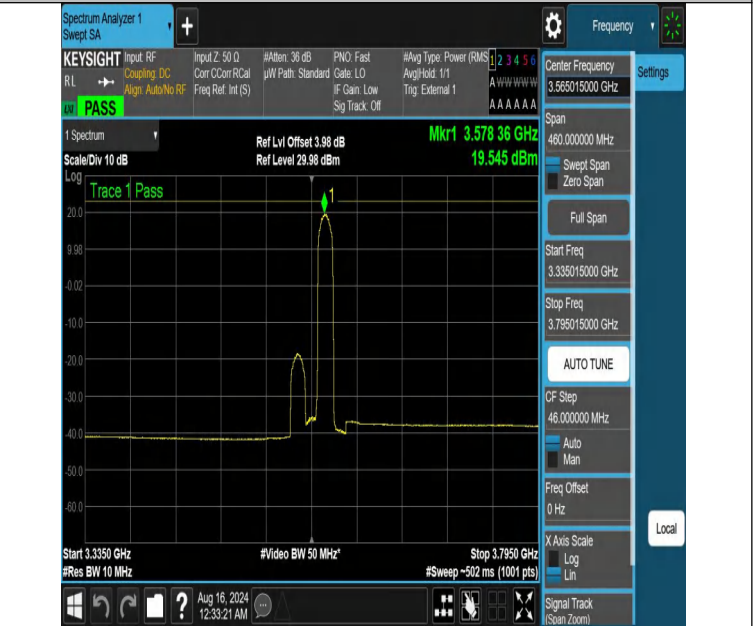 Spectrum Analyzer 1
Swept SA
+
Frequency
KEYSIGHT
RL
PASS
Input: RF
Coupling: DC
Align: Auto/No RF
Input Z: 50 Ω
Corr CCorr RCal
Freq Ref: Int (S)
#Atten: 36 dB
µW Path: Standard
PNO: Fast
Gate: LO
IF Gain: Low
Sig Track: Off
#Avg Type: Power (RMS
Avg|Hold: 1/1
Trig: External 1
1 2 3 4 5 6
A W W W W W
A A A A A A
Center Frequency
3.565015000 GHz
Settings
1 Spectrum
Scale/Div 10 dB
Ref Lvl Offset 3.98 dB
Ref Level 29.98 dBm
Mkr1 3.578 36 GHz
19.545 dBm
Span
460.000000 MHz
Swept Span
Zero Span
Log
Trace 1 Pass
1
20.0
9.98
-0.02
-10.0
-20.0
-30.0
-40.0
-50.0
-60.0
Full Span
Start Freq
3.335015000 GHz
Stop Freq
3.795015000 GHz
AUTO TUNE
CF Step
46.000000 MHz
Auto
Man
Freq Offset
0 Hz
X Axis Scale
Log
Lin
Local
Signal Track
(Span Zoom)
Start 3.3350 GHz
#Res BW 10 MHz
#Video BW 50 MHz*
Stop 3.7950 GHz
#Sweep ~502 ms (1001 pts)
?
Aug 16, 2024
12:33:21 AM